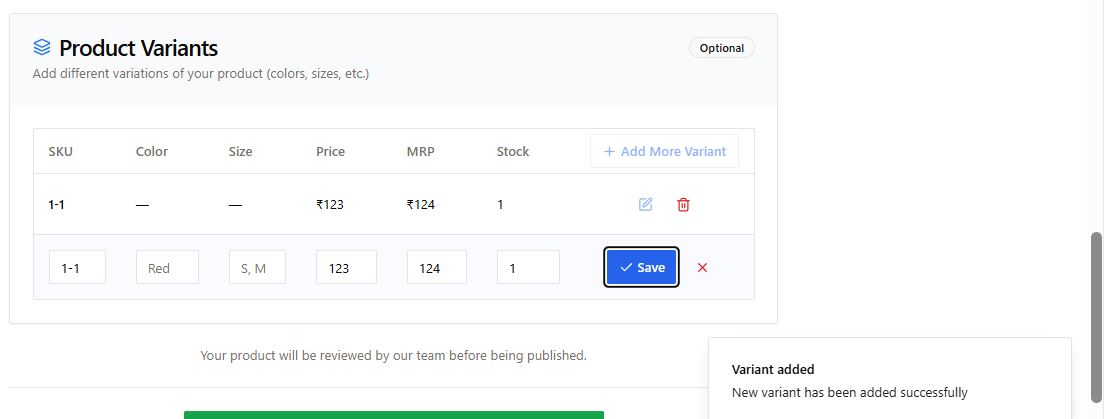 Product Variants
Optional
Add different variations of your product (colors, sizes, etc.)
SKU Color Size Price MRP Stock + Add More Variant
1-1 — — ₹123 ₹124 1
1-1 Red S, M 123 124 1 Save
Your product will be reviewed by our team before being published.
Variant added
New variant has been added successfully